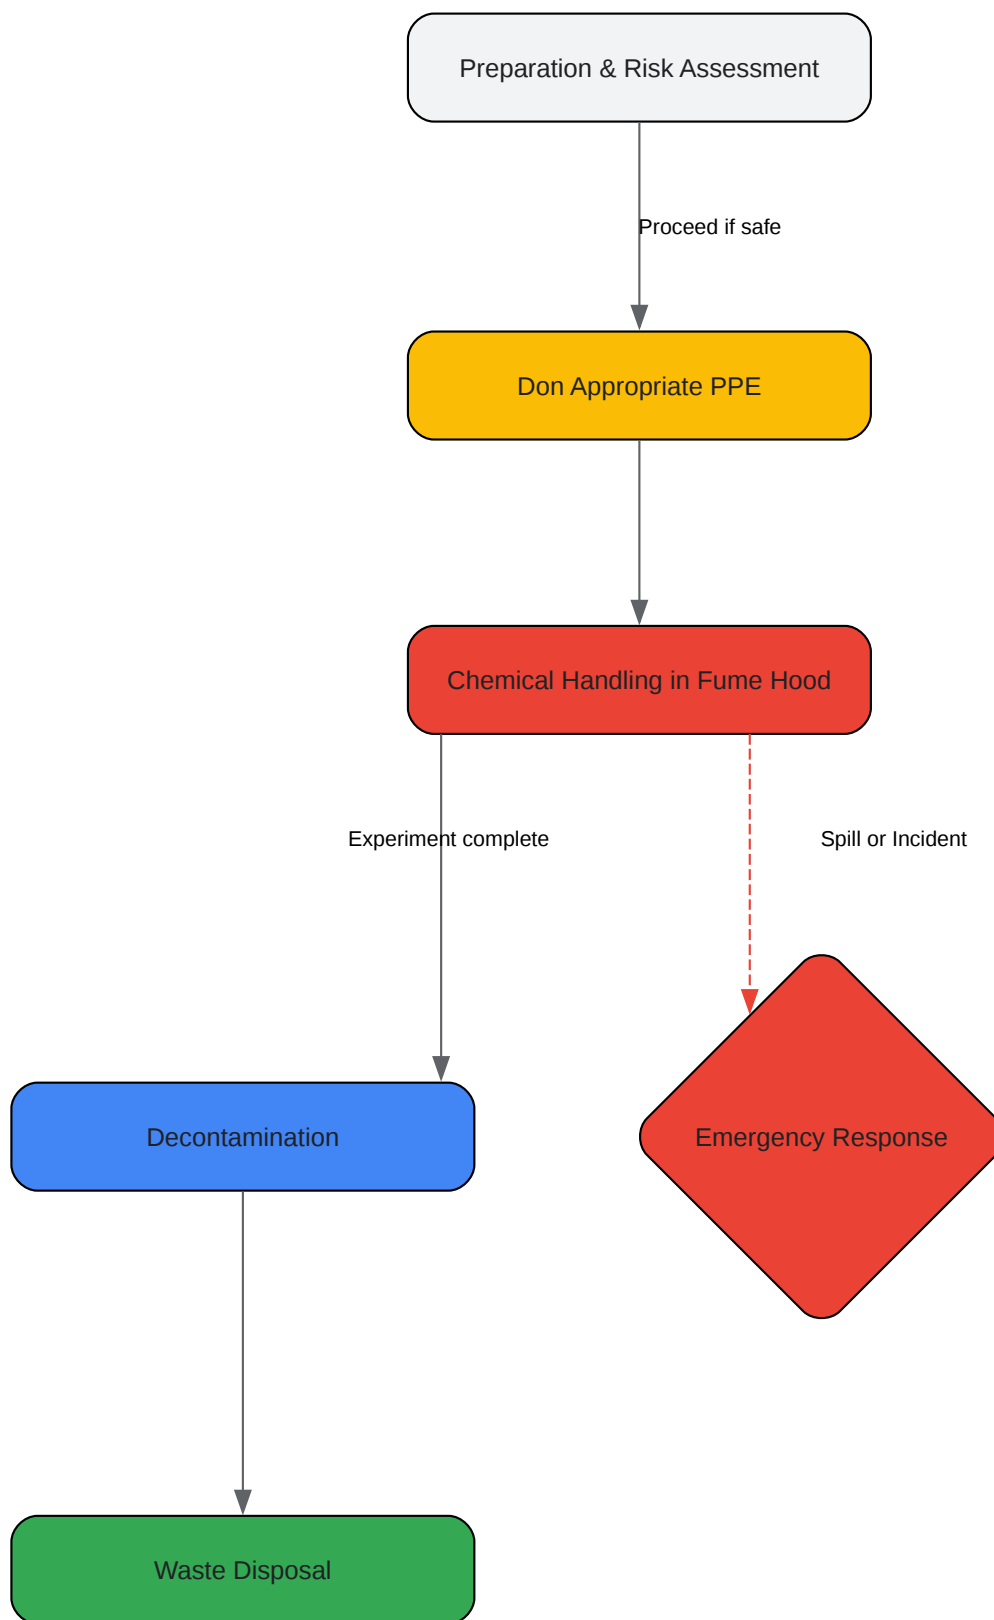 Preparation & Risk Assessment
Proceed if safe
Don Appropriate PPE
Chemical Handling in Fume Hood
Experiment complete
Spill or Incident
Decontamination
Emergency Response
Waste Disposal